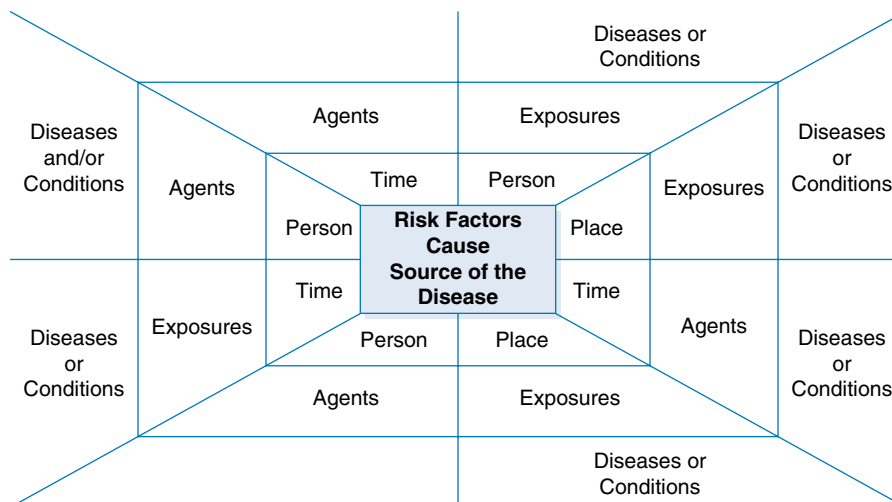 Diseases or
Conditions
Agents
Exposures
Diseases
and/or
Conditions
Diseases
or
Conditions
Agents
Exposures
Time
Person
Person
Place
Risk Factors
Cause
Source of the
Disease
Time
Time
Exposures
Agents
Diseases
or
Conditions
Diseases
or
Conditions
Person
Place
Agents
Exposures
Diseases or
Conditions